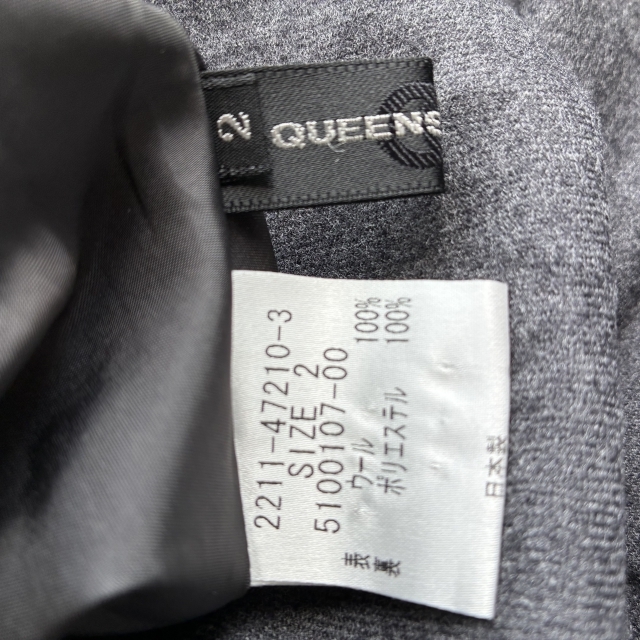 2
QUEENS
2211-47210-3
SIZE 2
5100107-00
表 ウール 100%
裏 ポリエステル 100%
日本製